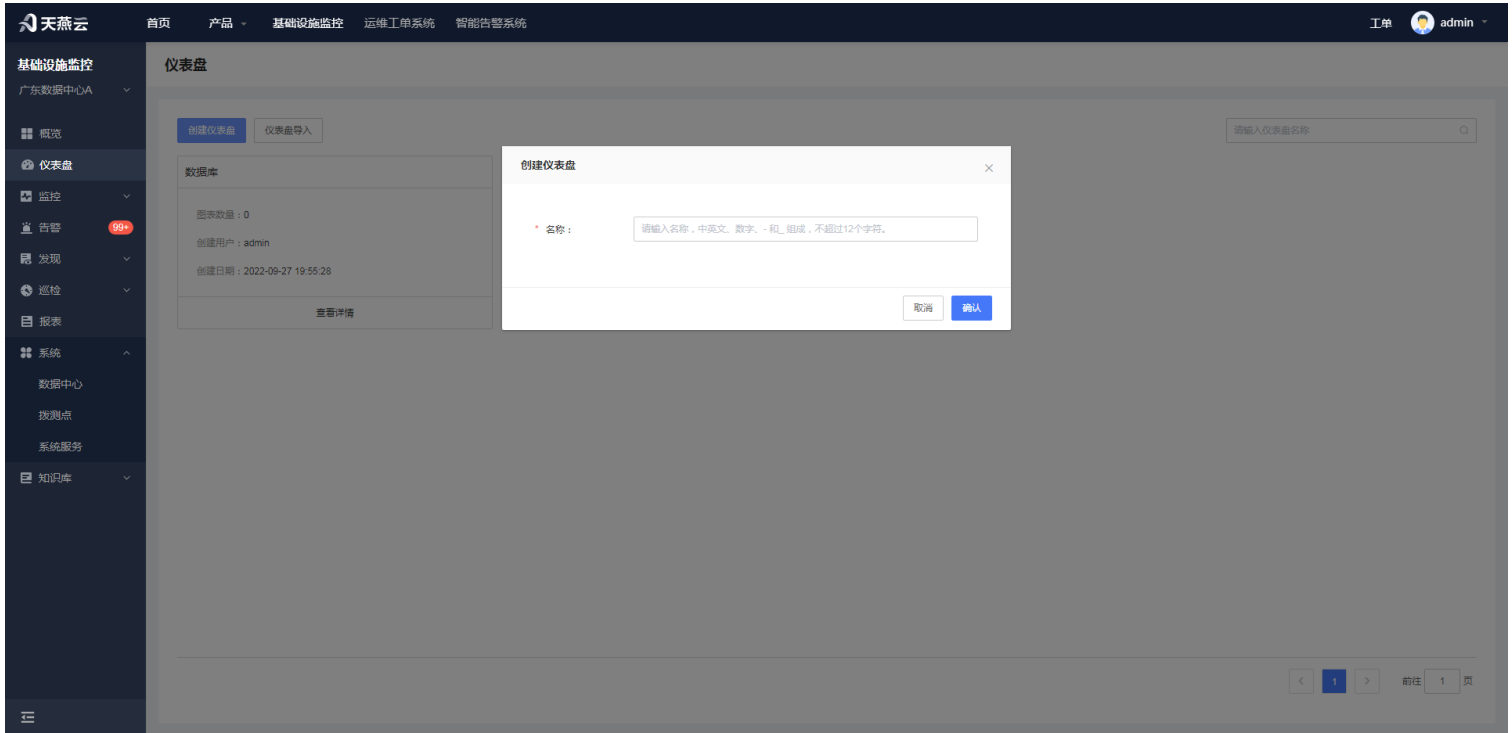 天燕云
首页 产品 基础设施监控 运维工单系统 智能告警系统
工单 admin
基础设施监控
广东数据中心A
概览
仪表盘
监控
告警 99+
发现
巡检
报表
系统
数据中心
拨测点
系统服务
知识库
仪表盘
创建仪表盘 仪表盘导入
请输入仪表盘名称
数据库
图表数量：0
创建用户：admin
创建日期：2022-09-27 19:55:28
查看详情
创建仪表盘
* 名称：
请输入名称，中英文、数字、- 和_ 组成，不超过12个字符。
取消 确认
1 前往 1 页